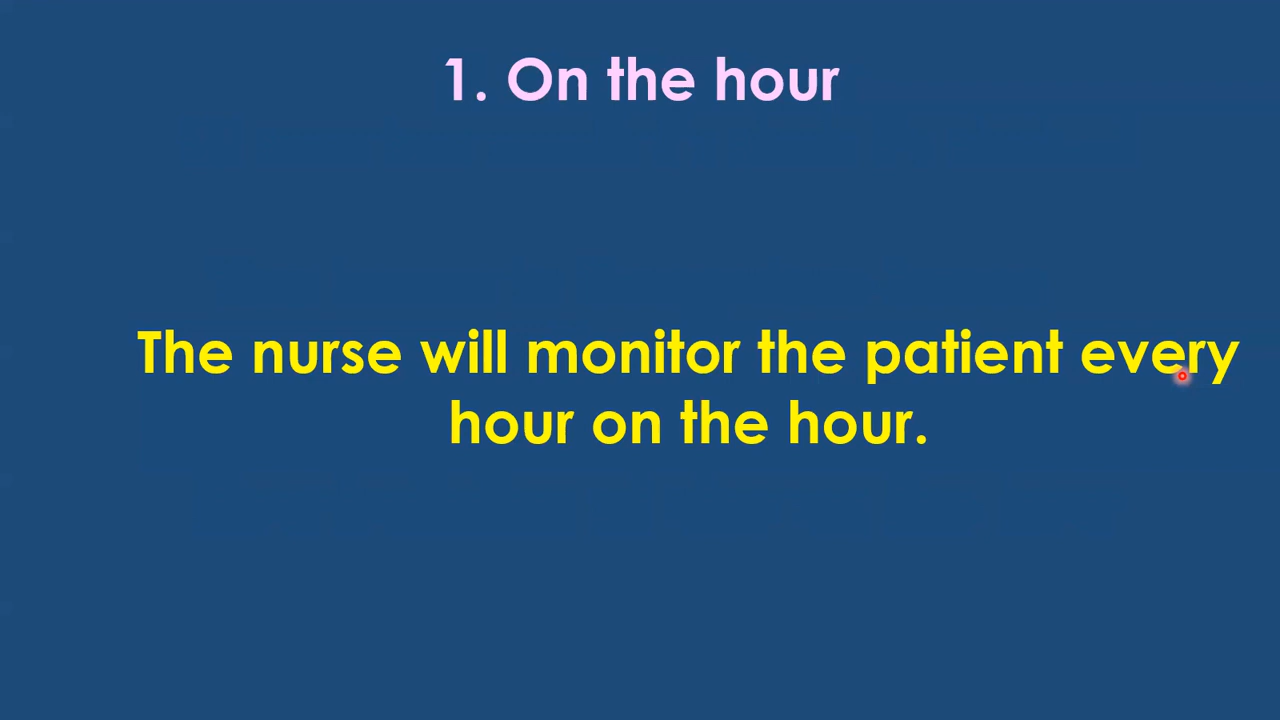 1. On the hour
The nurse will monitor the patient every
hour on the hour.